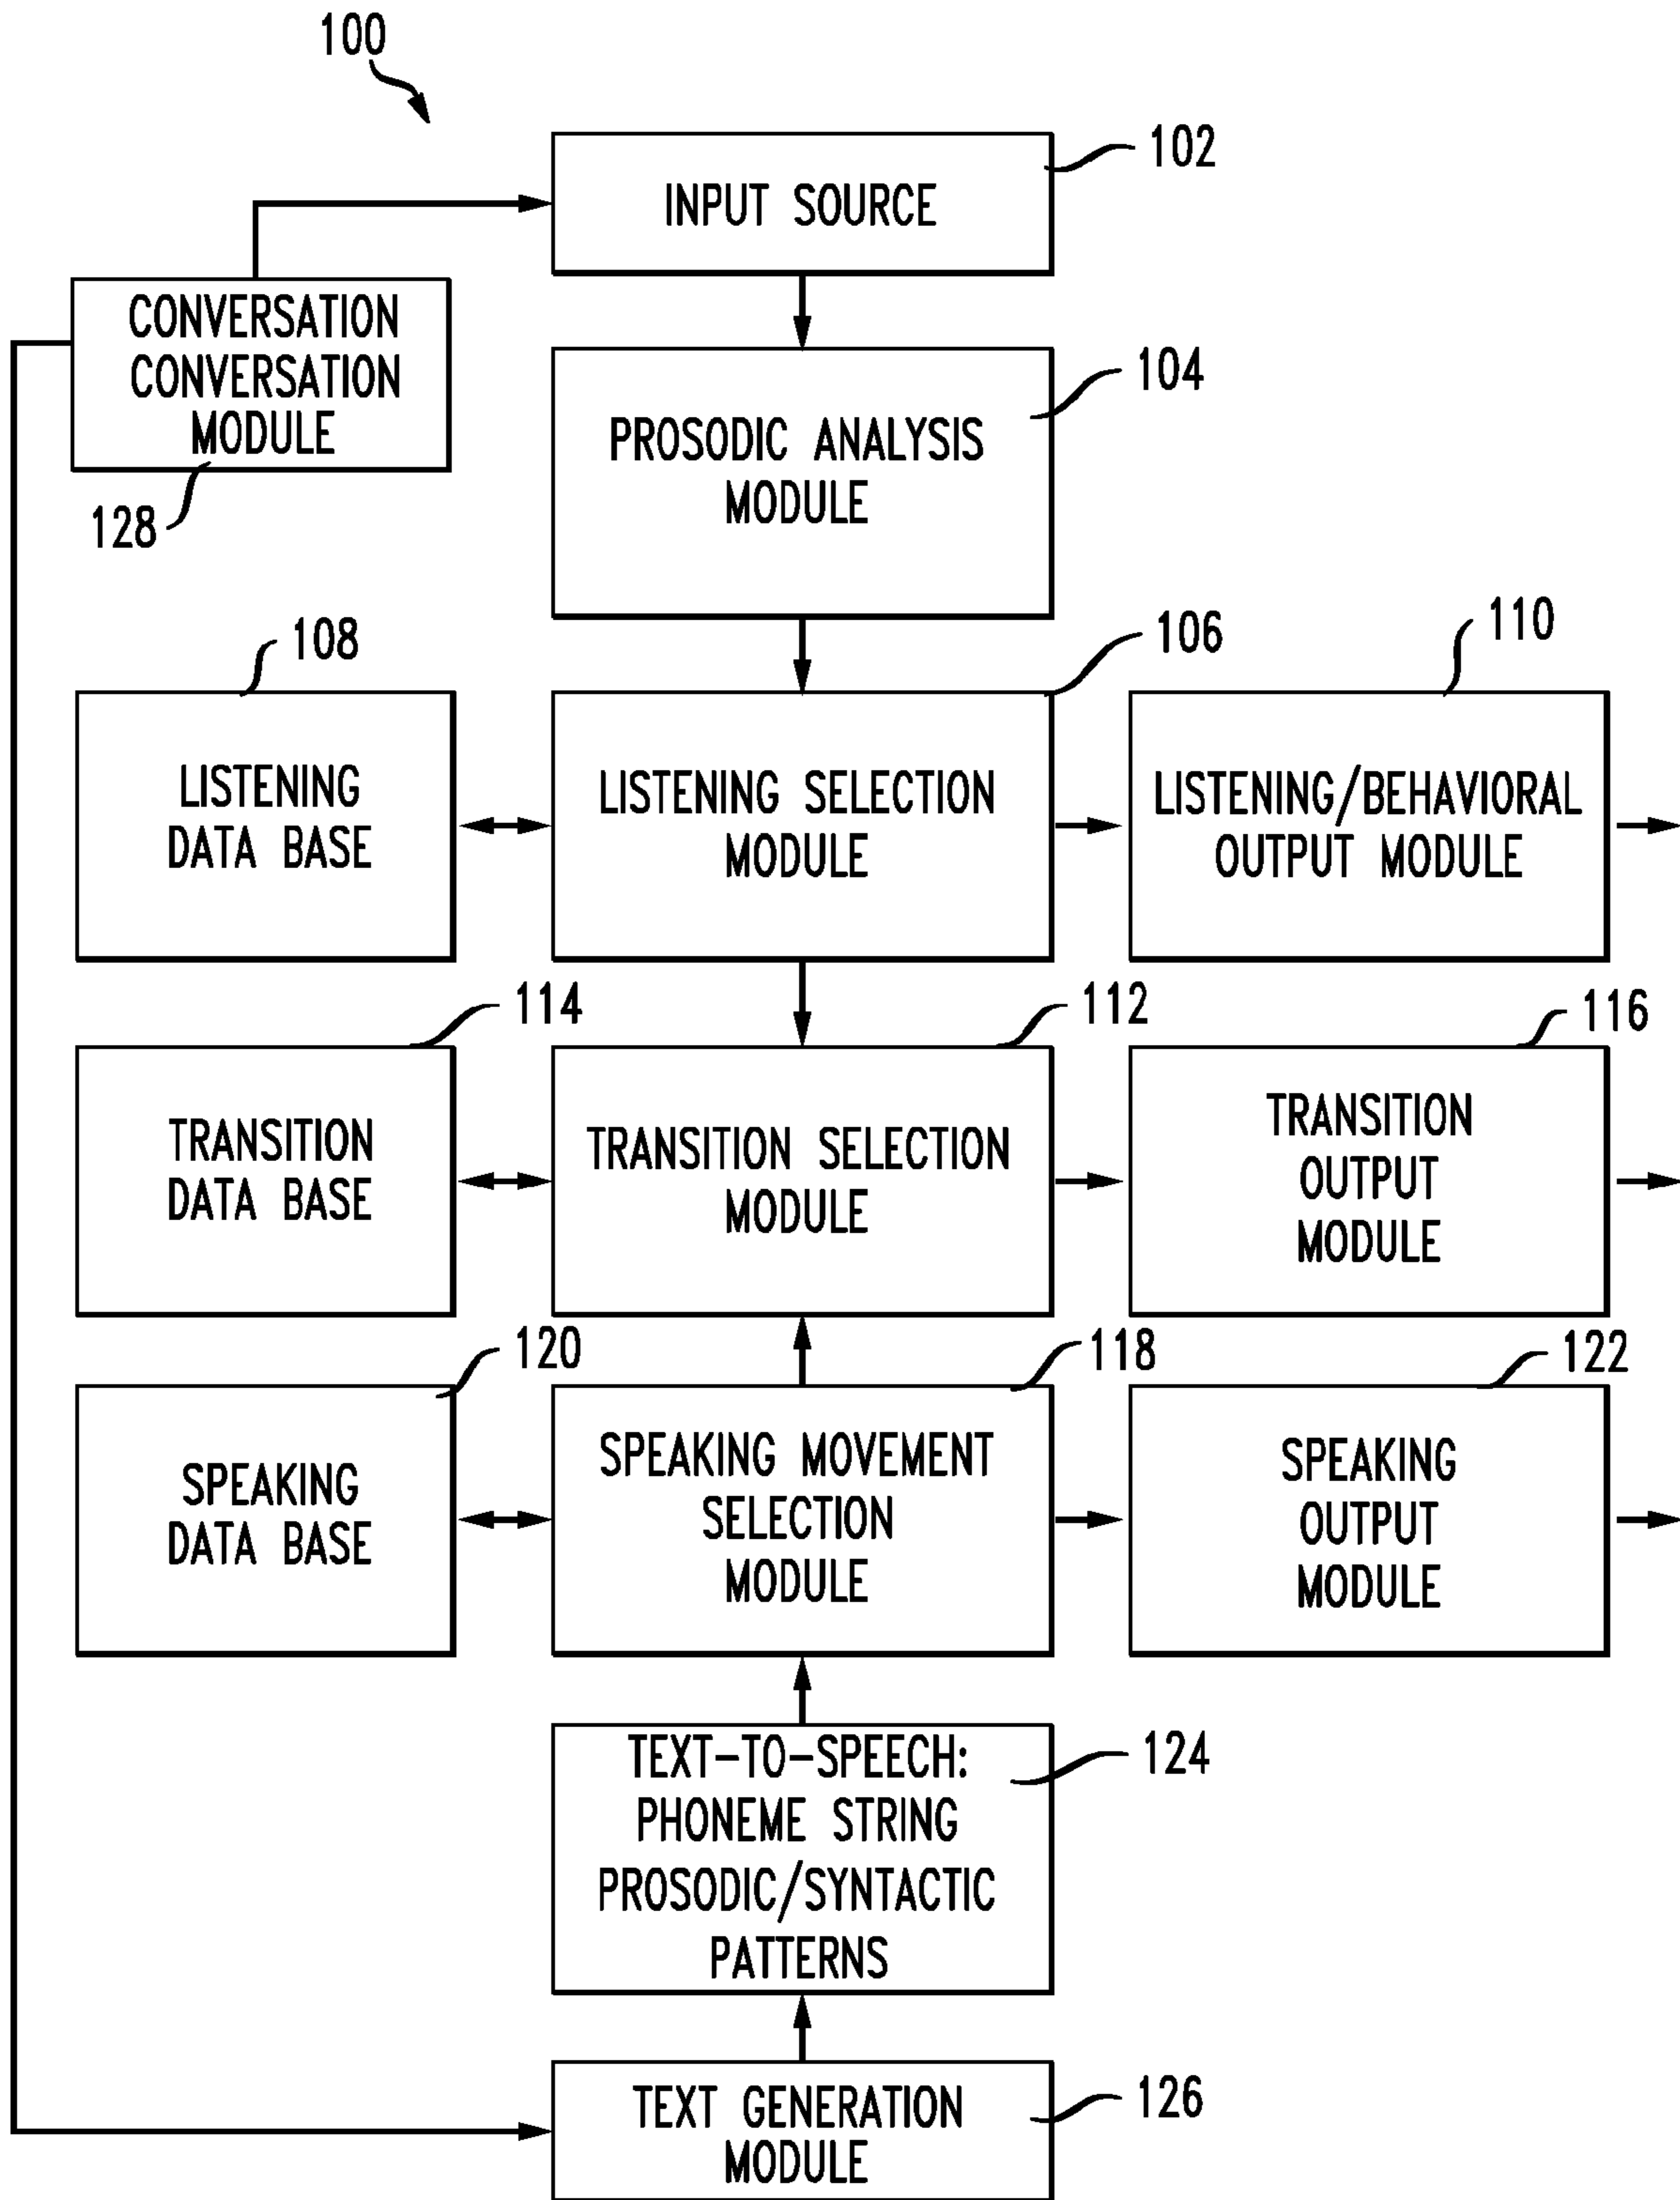 100
102
INPUT SOURCE
CONVERSATION
CONVERSATION
MODULE
128
104
PROSODIC ANALYSIS
MODULE
108
LISTENING
DATA BASE
106
LISTENING SELECTION
MODULE
110
LISTENING/BEHAVIORAL
OUTPUT MODULE
114
TRANSITION
DATA BASE
112
TRANSITION SELECTION
MODULE
116
TRANSITION
OUTPUT
MODULE
120
SPEAKING
DATA BASE
118
SPEAKING MOVEMENT
SELECTION
MODULE
122
SPEAKING
OUTPUT
MODULE
124
TEXT-TO-SPEECH:
PHONEME STRING
PROSODIC/SYNTACTIC
PATTERNS
126
TEXT GENERATION
MODULE